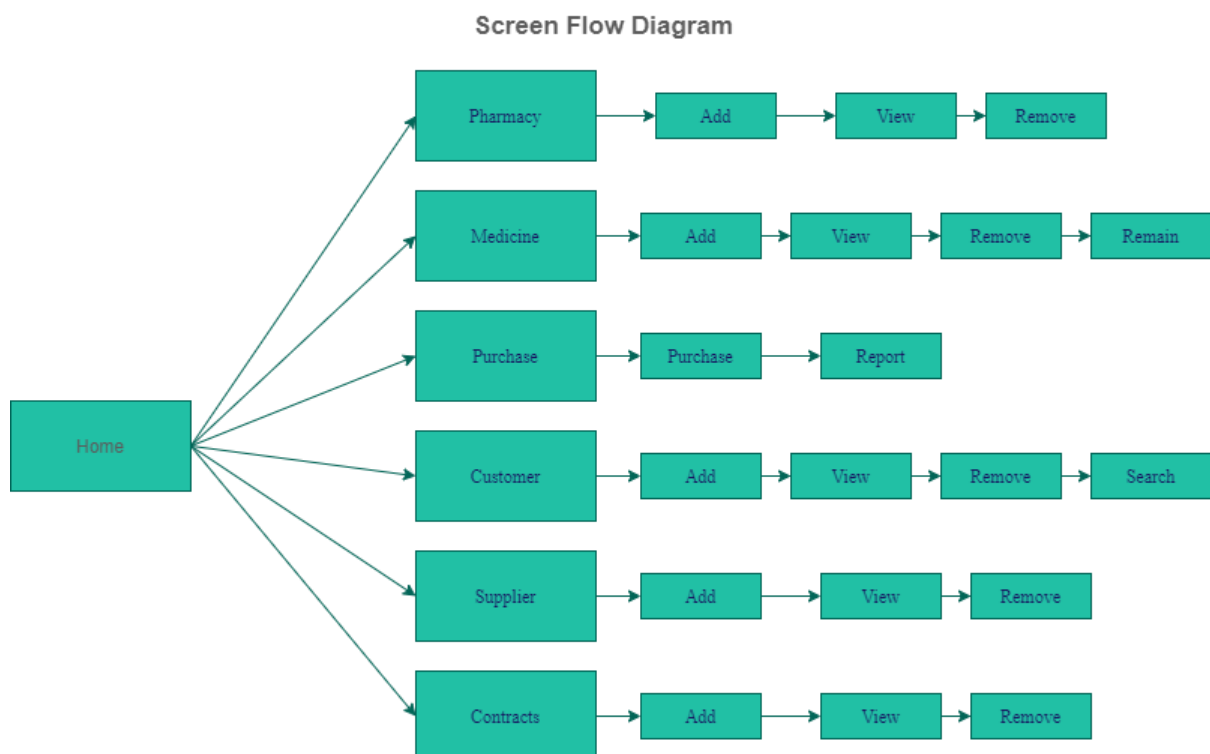 Screen Flow Diagram
Pharmacy Add View Remove
Medicine Add View Remove Remain
Purchase Purchase Report
Home
Customer Add View Remove Search
Supplier Add View Remove
Contracts Add View Remove